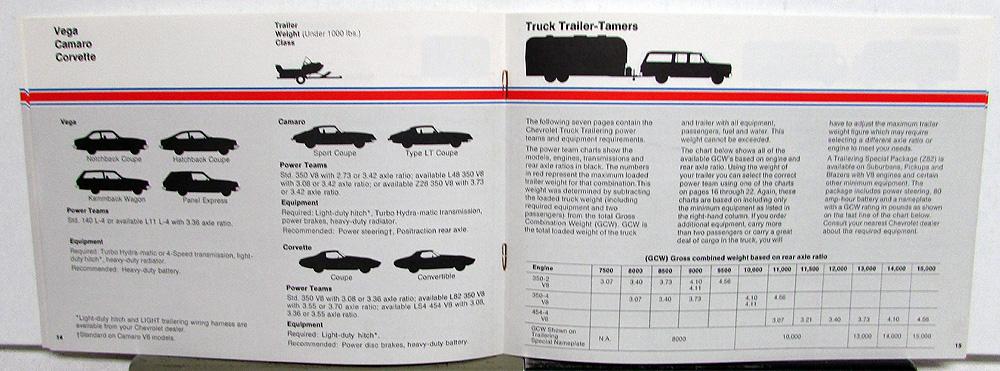 Vega
Camaro
Corvette
Trailer
Weight (Under 1000 lbs.)
Class
Vega
Notchback Coupe
Hatchback Coupe
Kammback Wagon
Panel Express
Power Teams
Std. 140 L-4 or available L11 L-4 with 3.36 axle ratio.
Equipment
Required: Turbo Hydra-matic or 4-Speed transmission, light-
duty hitch*, heavy-duty radiator.
Recommended: Heavy-duty battery.
*Light-duty hitch and LIGHT trailering wiring harness are
available from your Chevrolet dealer.
†Standard on Camaro V8 models.
14
Camaro
Sport Coupe
Type LT Coupe
Power Teams
Std. 350 V8 with 2.73 or 3.42 axle ratio; available L48 350 V8
with 3.08 or 3.42 axle ratio; or available Z28 350 V8 with 3.73
or 3.42 axle ratio.
Equipment
Required: Light-duty hitch*, Turbo Hydra-matic transmission,
power brakes, heavy-duty radiator.
Recommended: Power steering†, Positraction rear axle.
Corvette
Coupe
Convertible
Power Teams
Std. 350 V8 with 3.08 or 3.36 axle ratio; available L82 350 V8
with 3.55 or 3.70 axle ratio; available LS4 454 V8 with 3.08,
3.36 or 3.55 axle ratio.
Equipment
Required: Light-duty hitch*.
Recommended: Power disc brakes, heavy-duty battery.
Truck Trailer-Tamers
The following seven pages contain the
Chevrolet Truck Trailering power
teams and equipment requirements.
The power team charts show the
models, engines, transmissions and
rear axle ratios in black. The numbers
in red represent the maximum loaded
trailer weight for that combination. This
weight was determined by subtracting
the loaded truck weight (including
required equipment and two
passengers) from the total Gross
Combination Weight (GCW). GCW is
the total loaded weight of the truck
and trailer with all equipment,
passengers, fuel and water. This
weight cannot be exceeded.
The chart below shows all of the
available GCW's based on engine and
rear axle ratio. Using the weight of
your trailer you can select the correct
power team using one of the charts
on pages 16 through 22. Again, these
charts are based on including only
the minimum equipment as listed in
the right-hand column. If you order
additional equipment, carry more
than two passengers or carry a great
deal of cargo in the truck, you will
have to adjust the maximum trailer
weight figure which may require
selecting a different axle ratio or
engine to meet your needs.
A Trailering Special Package (Z82) is
available on Suburbans, Pickups and
Blazers with V8 engines and certain
other minimum equipment. The
package includes power steering, 80
amp-hour battery and a nameplate
with a GCW rating in pounds as shown
on the last line of the chart below.
Consult your nearest Chevrolet dealer
about the required equipment.
(GCW) Gross combined weight based on rear axle ratio
Engine 7500 8000 8500 9000 9500 10,000 11,000 11,500 12,000 13,000 14,000 15,000
350-2 3.07 3.40 3.73 4.10 4.56
V8 4.11
350-4 3.07 3.40 3.73 4.10 4.56
V8 4.11
454-4
V8 3.07 3.21 3.40 3.73 4.10 4.56
GCW Shown on
Trailering N.A. 8000 10,000 13,000 14,000 15,000
Special Nameplate
15